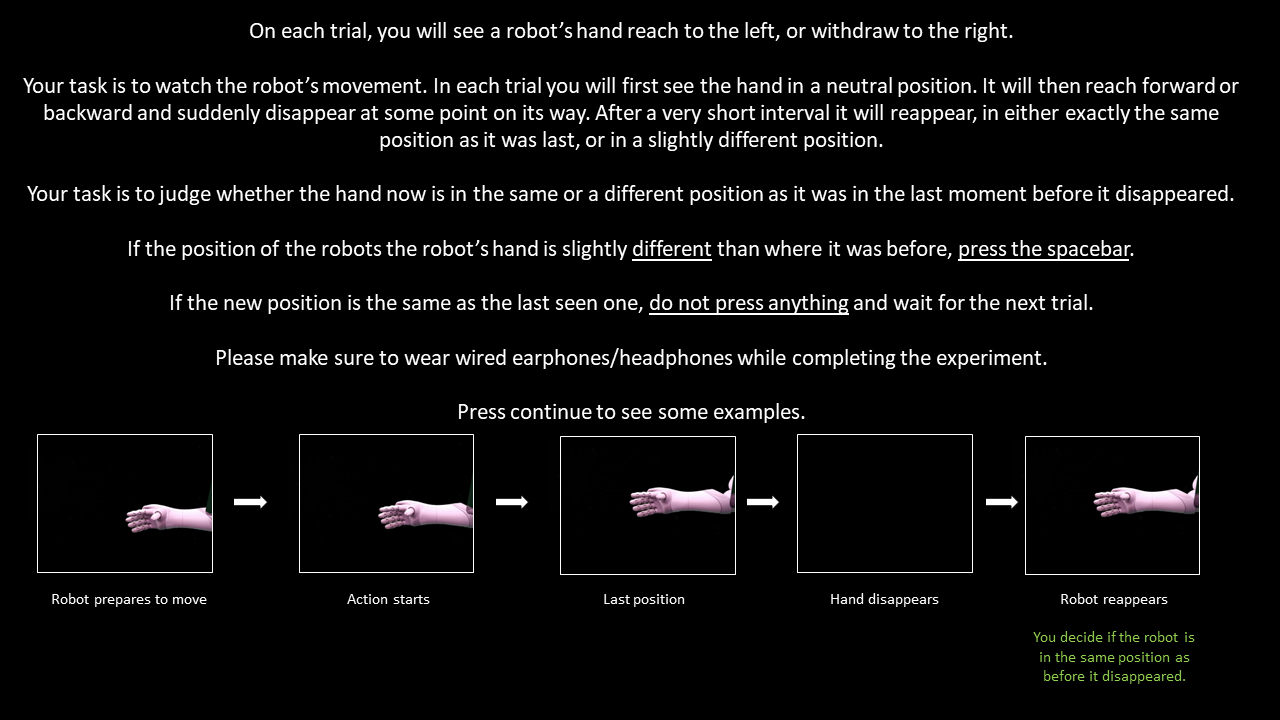 On each trial, you will see a robot's hand reach to the left, or withdraw to the right.
Your task is to watch the robot's movement. In each trial you will first see the hand in a neutral position. It will then reach forward or
backward and suddenly disappear at some point on its way. After a very short interval it will reappear, in either exactly the same
position as it was last, or in a slightly different position.
Your task is to judge whether the hand now is in the same or a different position as it was in the last moment before it disappeared.
If the position of the robots the robot's hand is slightly different than where it was before, press the spacebar.
If the new position is the same as the last seen one, do not press anything and wait for the next trial.
Please make sure to wear wired earphones/headphones while completing the experiment.
Press continue to see some examples.
Robot prepares to move
Action starts
Last position
Hand disappears
Robot reappears
You decide if the robot is
in the same position as
before it disappeared.